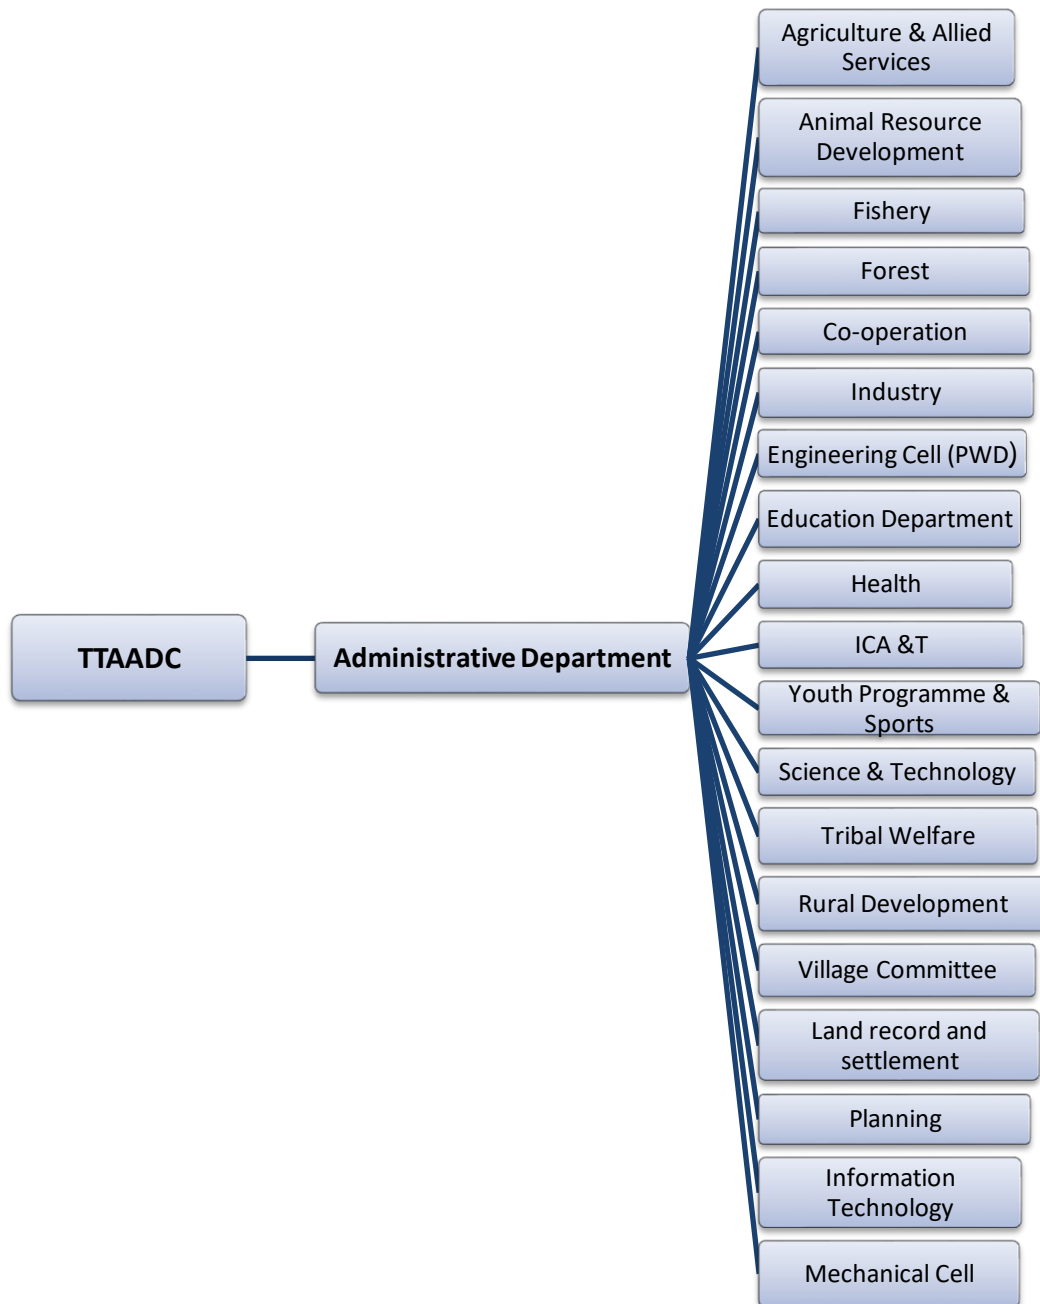 Agriculture & Allied
Services
Animal Resource
Development
Fishery
Forest
Co-operation
Industry
Engineering Cell (PWD)
Education Department
Health
TTAADC
Administrative Department
ICA &T
Youth Programme &
Sports
Science & Technology
Tribal Welfare
Rural Development
Village Committee
Land record and
settlement
Planning
Information
Technology
Mechanical Cell